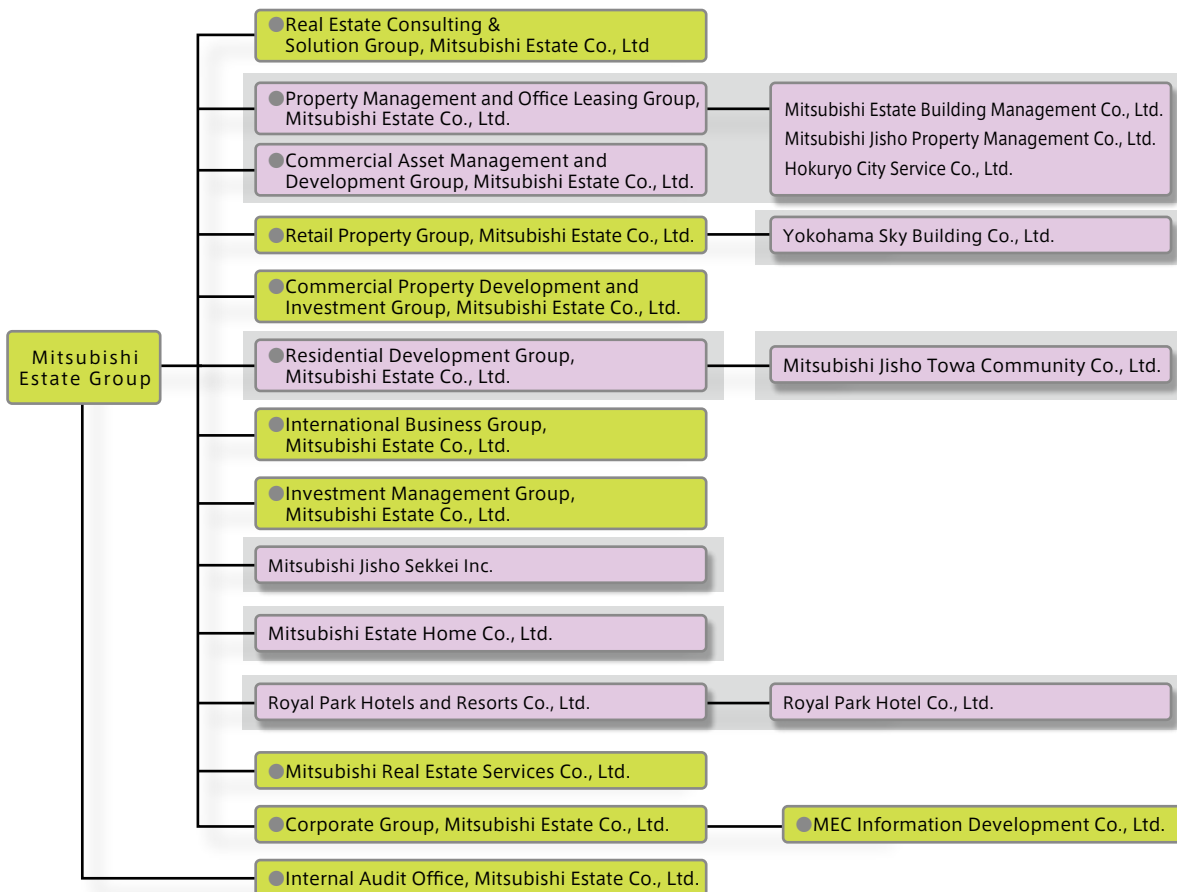 ●Real Estate Consulting &
Solution Group, Mitsubishi Estate Co., Ltd
●Property Management and Office Leasing Group,
Mitsubishi Estate Co., Ltd.
Mitsubishi Estate Building Management Co., Ltd.
Mitsubishi Jisho Property Management Co., Ltd.
Hokuryo City Service Co., Ltd.
●Commercial Asset Management and
Development Group, Mitsubishi Estate Co., Ltd.
●Retail Property Group, Mitsubishi Estate Co., Ltd.
Yokohama Sky Building Co., Ltd.
●Commercial Property Development and
Investment Group, Mitsubishi Estate Co., Ltd.
Mitsubishi
Estate Group
●Residential Development Group,
Mitsubishi Estate Co., Ltd.
Mitsubishi Jisho Towa Community Co., Ltd.
●International Business Group,
Mitsubishi Estate Co., Ltd.
●Investment Management Group,
Mitsubishi Estate Co., Ltd.
Mitsubishi Jisho Sekkei Inc.
Mitsubishi Estate Home Co., Ltd.
Royal Park Hotels and Resorts Co., Ltd.
Royal Park Hotel Co., Ltd.
●Mitsubishi Real Estate Services Co., Ltd.
●Corporate Group, Mitsubishi Estate Co., Ltd.
●MEC Information Development Co., Ltd.
●Internal Audit Office, Mitsubishi Estate Co., Ltd.